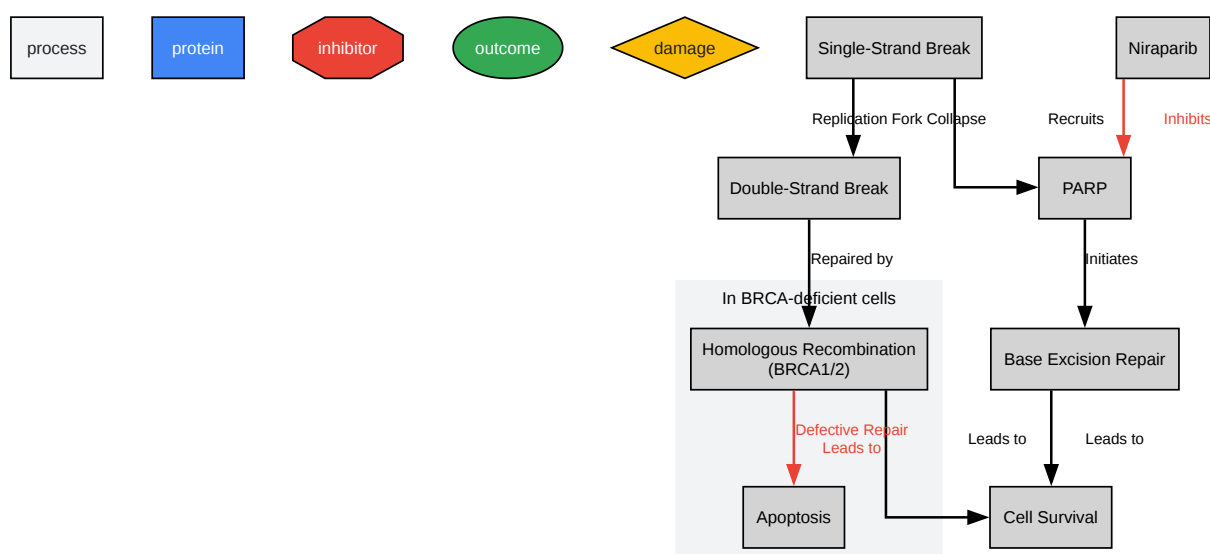 process
protein
inhibitor
outcome
damage
Single-Strand Break
Niraparib
Replication Fork Collapse
Recruits
Inhibits
Double-Strand Break
PARP
Repaired by
Initiates
In BRCA-deficient cells
Homologous Recombination
(BRCA1/2)
Base Excision Repair
Defective Repair
Leads to
Leads to
Leads to
Apoptosis
Cell Survival